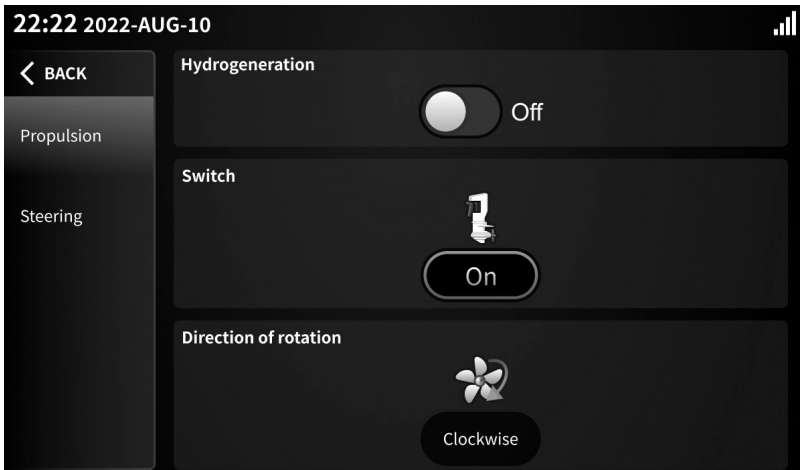 22:22 2022-AUG-10
BACK
Propulsion
Steering
Hydrogeneration
Off
Switch
On
Direction of rotation
Clockwise